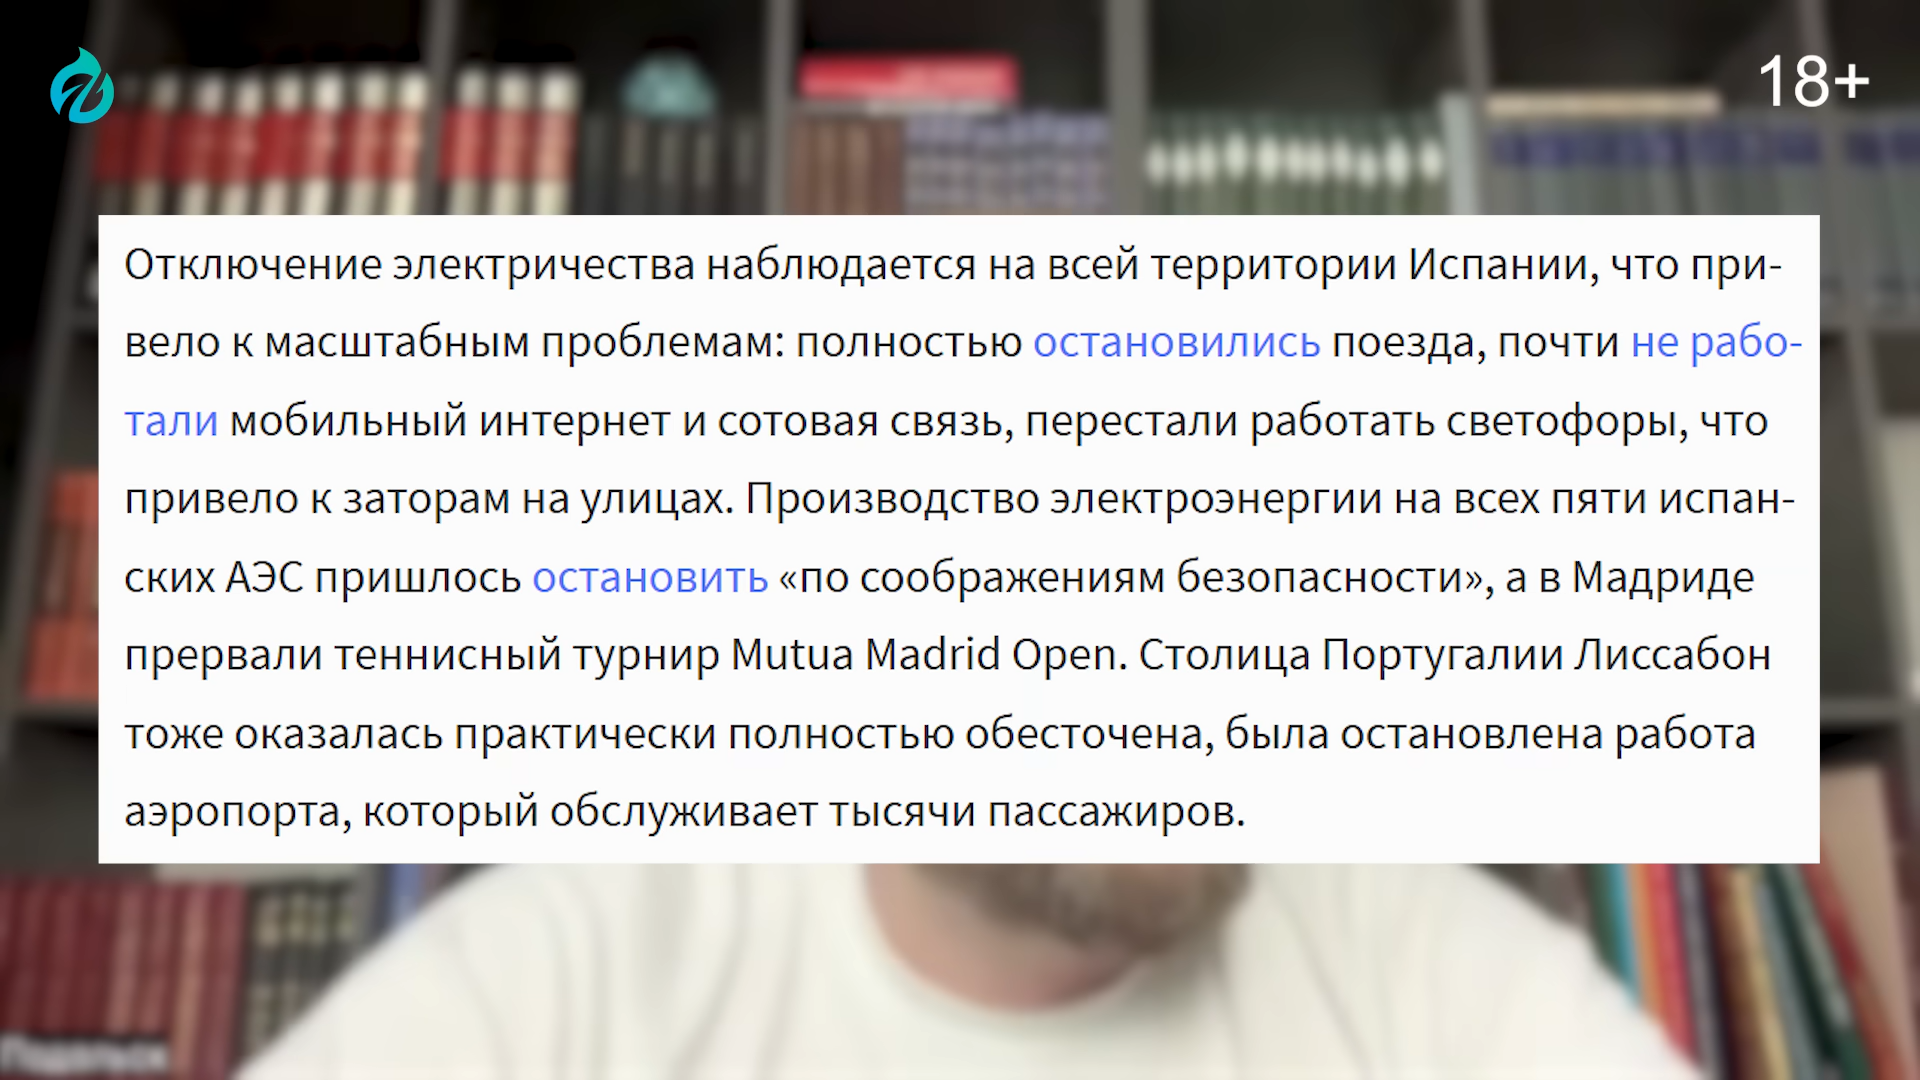 18+
Отключение электричества наблюдается на всей территории Испании, что при-
вело к масштабным проблемам: полностью остановились поезда, почти не рабо-
тали мобильный интернет и сотовая связь, перестали работать светофоры, что
привело к заторам на улицах. Производство электроэнергии на всех пяти испан-
ских АЭС пришлось остановить «по соображениям безопасности», а в Мадриде
прервали теннисный турнир Mutua Madrid Open. Столица Португалии Лиссабон
тоже оказалась практически полностью обесточена, была остановлена работа
аэропорта, который обслуживает тысячи пассажиров.